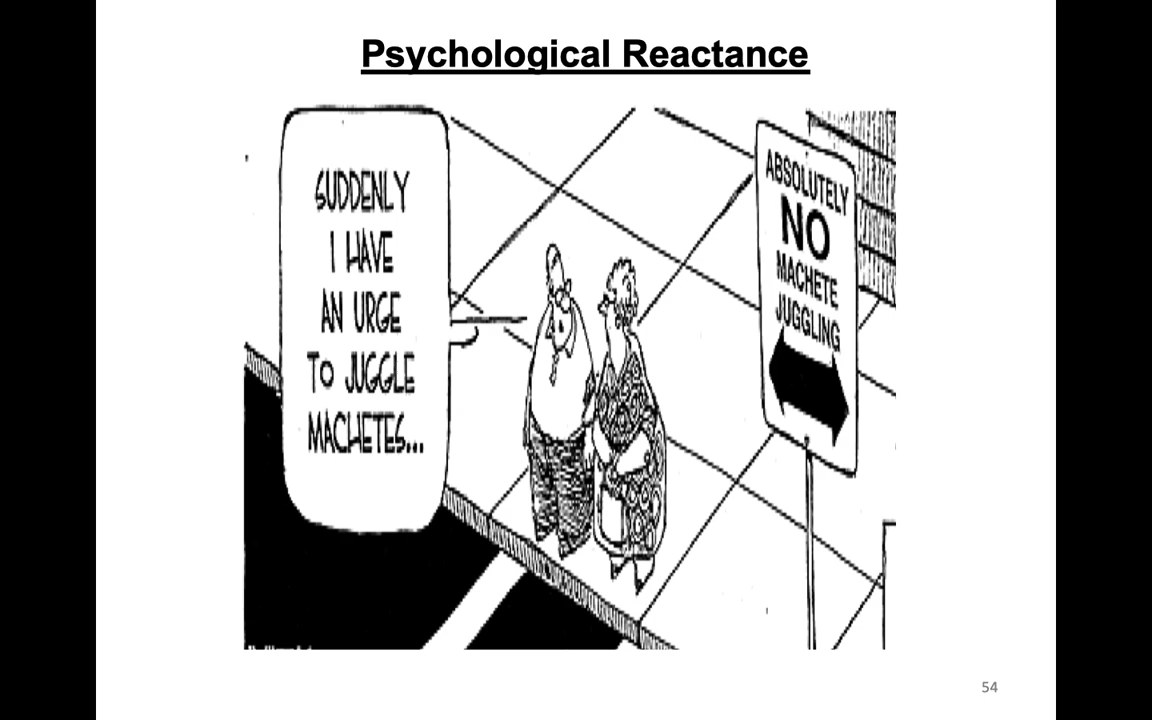 Psychological Reactance
SUDDENLY
I HAVE
AN URGE
TO JUGGLE
MACHETES...
ABSOLUTELY
NO
MACHETE
JUGGLING
54